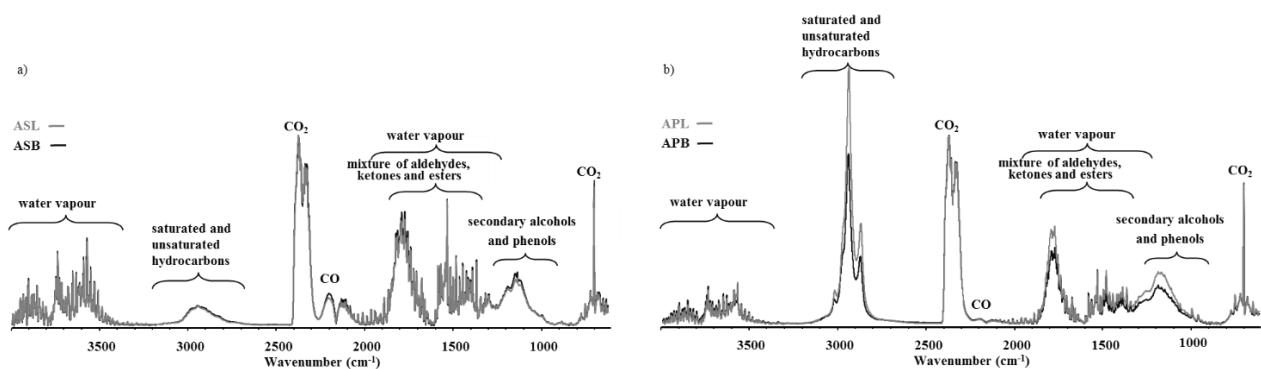 a)
ASL
ASB
water vapour
saturated and
unsaturated
hydrocarbons
CO₂
CO
water vapour
mixture of aldehydes,
ketones and esters
secondary alcohols
and phenols
CO₂
3500
3000
2500
2000
1500
1000
Wavenumber (cm⁻¹)
b)
APL
APB
water vapour
saturated and
unsaturated
hydrocarbons
CO₂
CO
water vapour
mixture of aldehydes,
ketones and esters
secondary alcohols
and phenols
CO₂
3500
3000
2500
2000
1500
1000
Wavenumber (cm⁻¹)